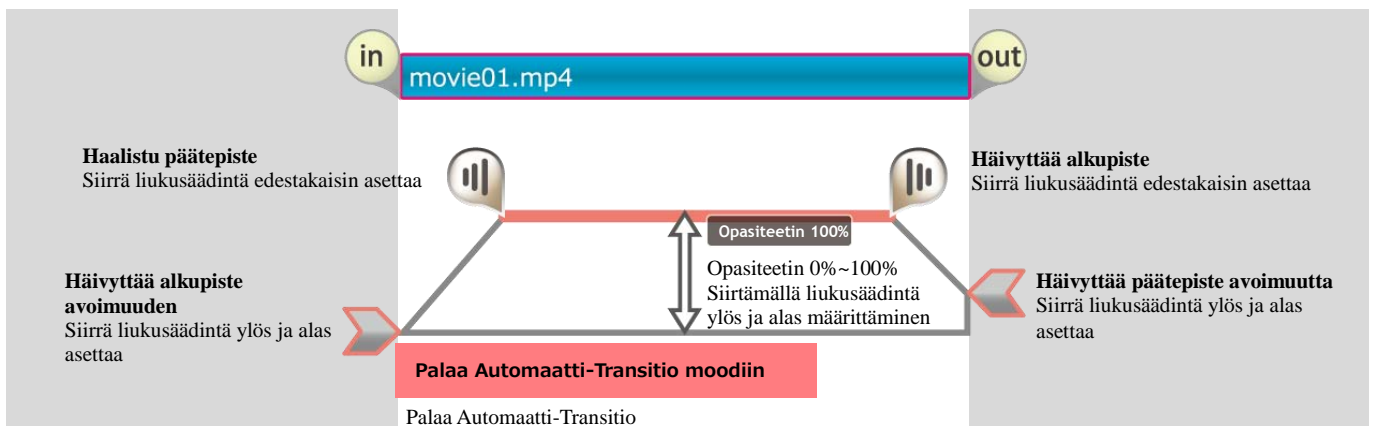 in
out
movie01.mp4
Haalistu päätepiste
Siirrä liukusäädintä edestakaisin asettaa
Häivyttää alkupiste
Siirrä liukusäädintä edestakaisin asettaa
Opasiteetin 100%
Opasiteetin 0%~100%
Siirtämällä liukusäädintä
ylös ja alas määrittäminen
Häivyttää alkupiste
avoimuuden
Siirrä liukusäädintä ylös ja alas
asettaa
Häivyttää päätepiste avoimuutta
Siirrä liukusäädintä ylös ja alas
asettaa
Palaa Automaatti-Transitio moodiin
Palaa Automaatti-Transitio